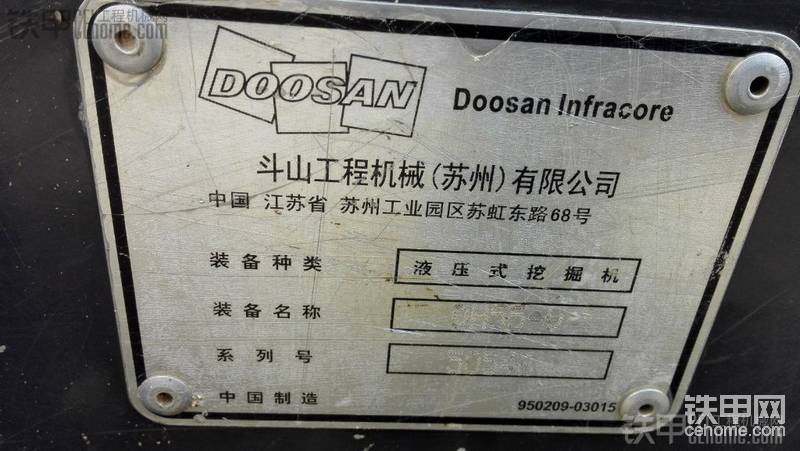 铁甲 工程机械网
cehome.com
DOOSAN
Doosan Infracore
斗山工程机械(苏州)有限公司
中国 江苏省 苏州工业园区苏虹东路68号
装备种类 液压式挖掘机
装备名称
系列号
中国制造 950209-03015
铁甲网
cehome.com